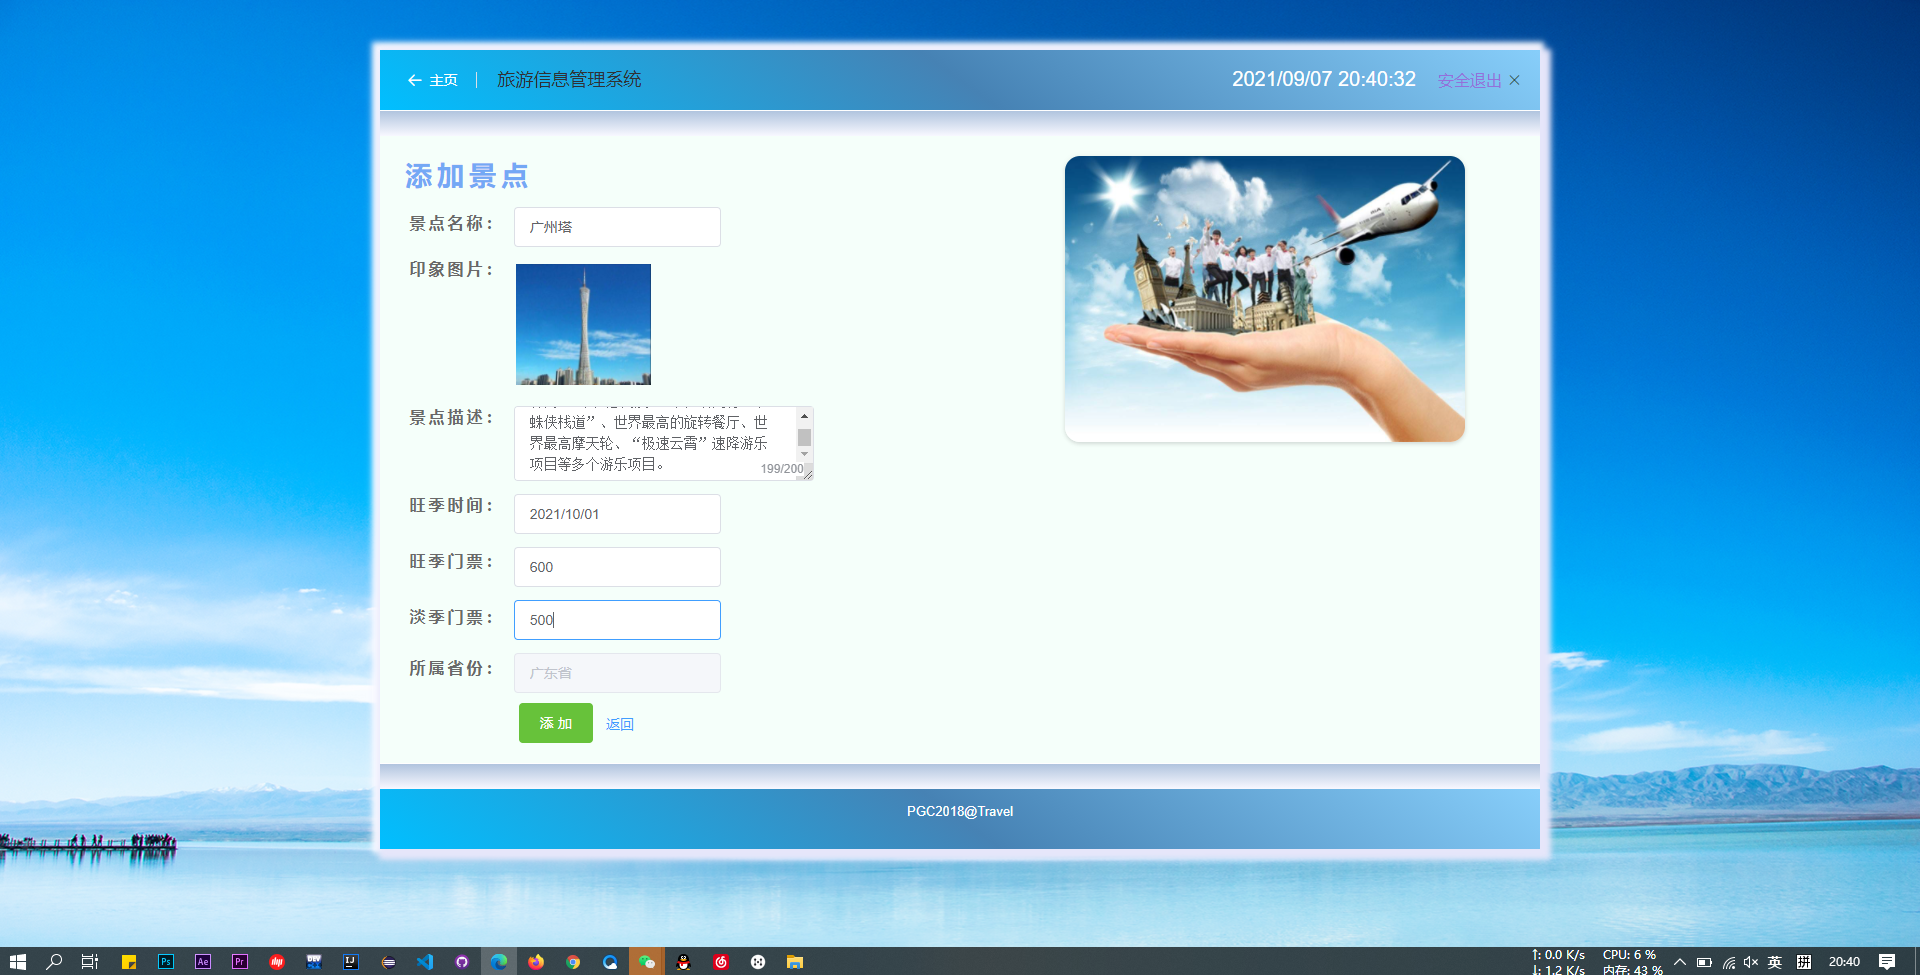 主页
旅游信息管理系统
2021/09/07 20:40:32
安全退出
添加景点
景点名称：
广州塔
印象图片：
景点描述：
蛛侠栈道”、世界最高的旋转餐厅、世
界最高摩天轮、“极速云霄”速降游乐
项目等多个游乐项目。
199/200
旺季时间：
2021/10/01
旺季门票：
600
淡季门票：
500
所属省份：
广东省
添加
返回
PGC2018@Travel
Ps
Ae
Pr
IJ
↑: 0.0 K/s
↓: 1.2 K/s
CPU: 6 %
内存: 43 %
英
拼
20:40